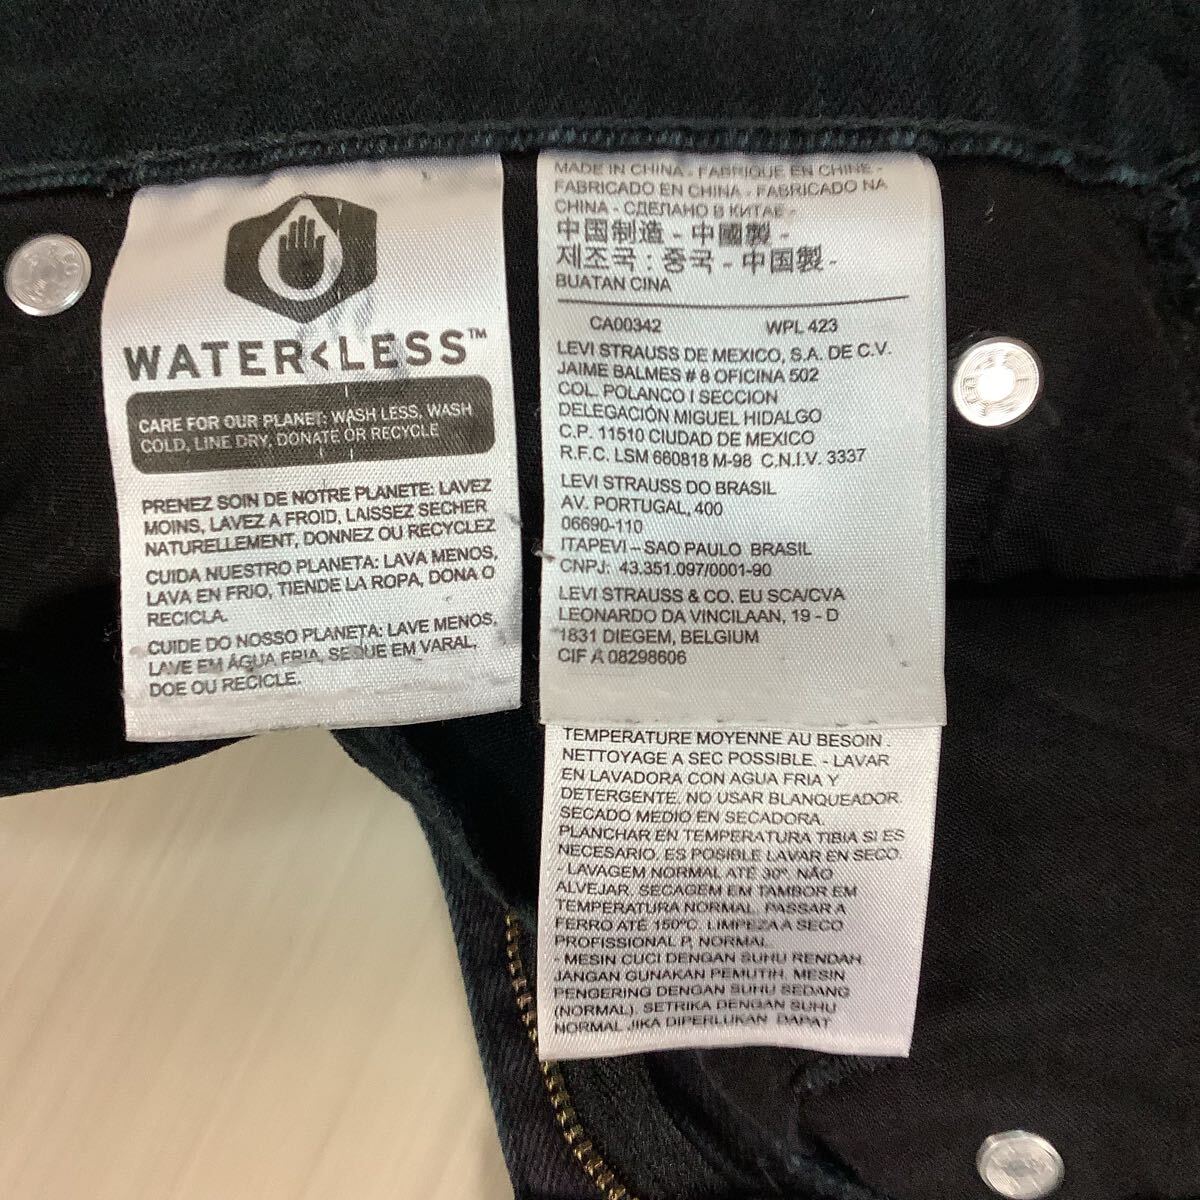 WATER<LESS™
CARE FOR OUR PLANET: WASH LESS, WASH
COLD, LINE DRY, DONATE OR RECYCLE
PRENEZ SOIN DE NOTRE PLANETE: LAVEZ
MOINS, LAVEZ A FROID, LAISSEZ SECHER
NATURELLEMENT, DONNEZ OU RECYCLEZ
CUIDA NUESTRO PLANETA: LAVA MENOS,
LAVA EN FRIO, TIENDE LA ROPA, DONA O
RECICLA.
CUIDE DO NOSSO PLANETA: LAVE MENOS,
LAVE EM ÁGUA FRIA, SEQUE EM VARAL,
DOE OU RECICLE.
MADE IN CHINA - FABRIQUE EN CHINE -
FABRICADO EN CHINA - FABRICADO NA
CHINA - СДЕЛАНО В КИТАЕ -
中国制造 - 中國製 -
제조국 : 중국 - 中国製 -
BUATAN CINA
CA00342 WPL 423
LEVI STRAUSS DE MEXICO, S.A. DE C.V.
JAIME BALMES # 8 OFICINA 502
COL. POLANCO I SECCION
DELEGACIÓN MIGUEL HIDALGO
C.P. 11510 CIUDAD DE MEXICO
R.F.C. LSM 660818 M-98 C.N.I.V. 3337
LEVI STRAUSS DO BRASIL
AV. PORTUGAL, 400
06690-110
ITAPEVI – SAO PAULO BRASIL
CNPJ: 43.351.097/0001-90
LEVI STRAUSS & CO. EU SCA/CVA
LEONARDO DA VINCILAAN, 19 - D
1831 DIEGEM, BELGIUM
CIF A 08298606
TEMPERATURE MOYENNE AU BESOIN .
NETTOYAGE A SEC POSSIBLE. - LAVAR
EN LAVADORA CON AGUA FRIA Y
DETERGENTE. NO USAR BLANQUEADOR.
SECADO MEDIO EN SECADORA.
PLANCHAR EN TEMPERATURA TIBIA SI ES
NECESARIO. ES POSIBLE LAVAR EN SECO.
- LAVAGEM NORMAL ATÉ 30º. NÃO
ALVEJAR. SECAGEM EM TAMBOR EM
TEMPERATURA NORMAL. PASSAR A
FERRO ATÉ 150ºC. LIMPEZA A SECO
PROFISSIONAL P, NORMAL.
- MESIN CUCI DENGAN SUHU RENDAH.
JANGAN GUNAKAN PEMUTIH. MESIN
PENGERING DENGAN SUHU SEDANG
(NORMAL). SETRIKA DENGAN SUHU
NORMAL JIKA DIPERLUKAN. DAPAT